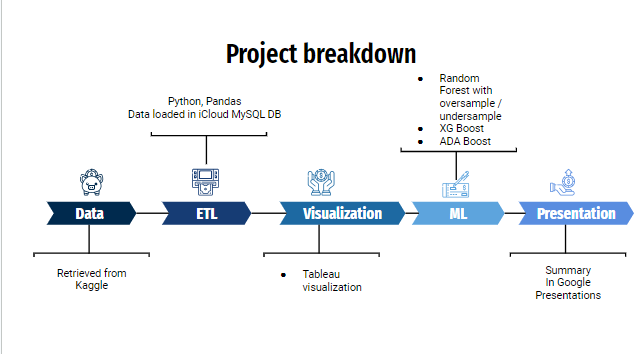 Project breakdown
Python, Pandas
Data loaded in iCloud MySQL DB
● Random
Forest with
oversample /
undersample
● XG Boost
● ADA Boost
Data
ETL
Visualization
ML
Presentation
Retrieved from
Kaggle
● Tableau
visualization
Summary
In Google
Presentations